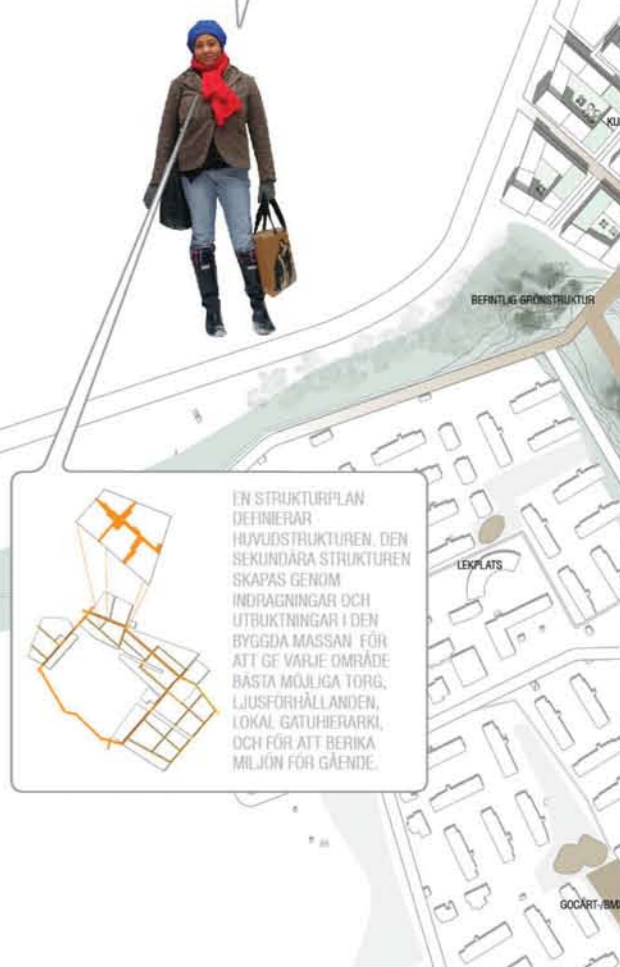 BEFINTLIG GRÖNSTRUKTUR
EN STRUKTURPLAN
DEFINIERAR
HUVUDSTRUKTUREN. DEN
SEKUNDÄRA STRUKTUREN
SKAPAS GENOM
INDRAGNINGAR OCH
UTBUKTNINGAR I DEN
BYGGDA MASSAN FÖR
ATT GE VARJE OMRÅDE
BÄSTA MÖJLIGA TORG,
LJUSFÖRHÅLLANDEN,
LOKAL GATUHIERARKI,
OCH FÖR ATT BERIKA
MILJÖN FÖR GÅENDE.
LEKPLATS